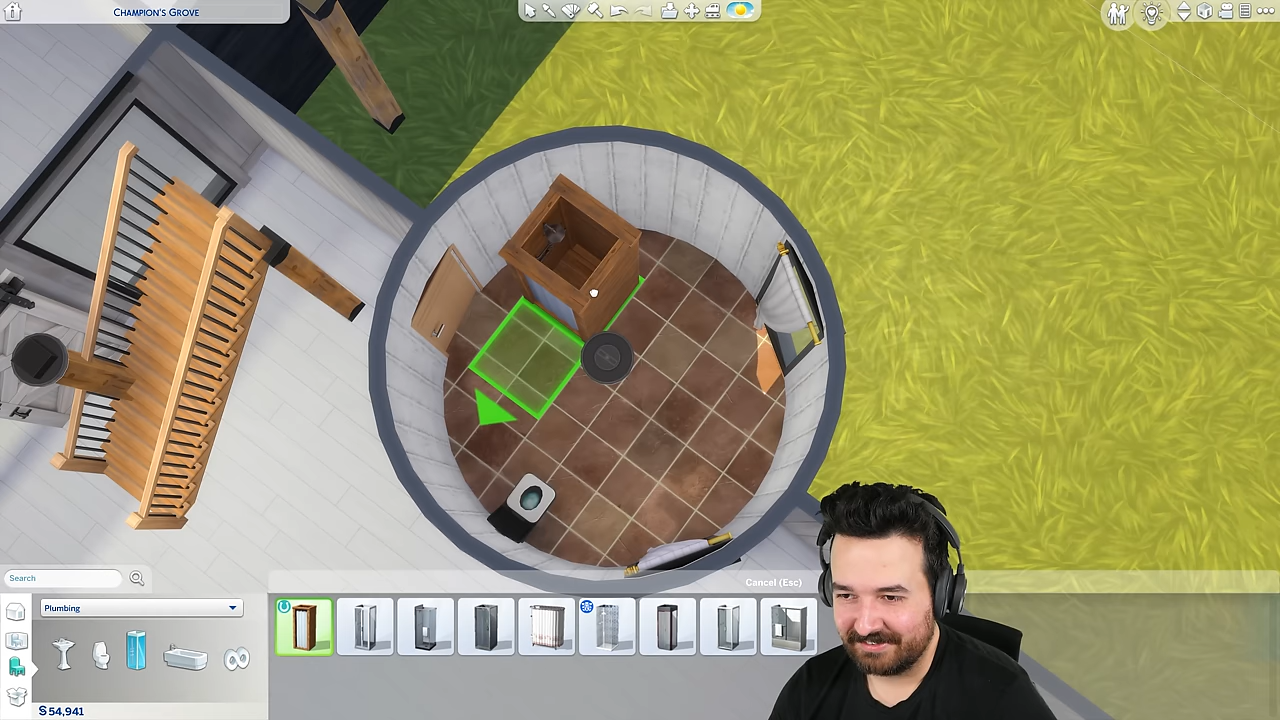 CHAMPION'S GROVE
Cancel (Esc)
Search
Plumbing
§54,941